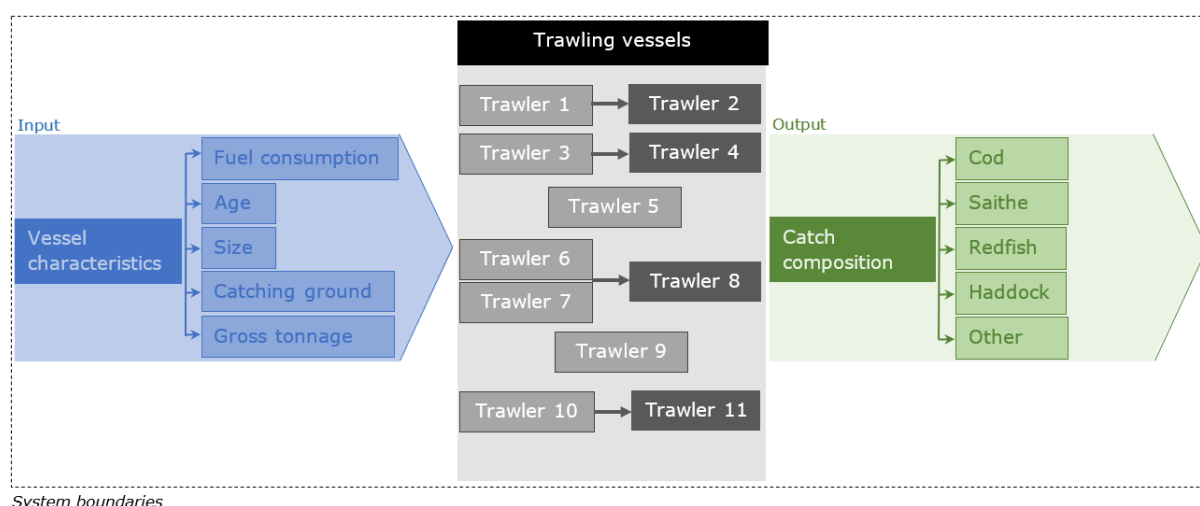 Trawling vessels
Input
Vessel
characteristics
Fuel consumption
Age
Size
Catching ground
Gross tonnage
Trawler 1
Trawler 2
Trawler 3
Trawler 4
Trawler 5
Trawler 6
Trawler 7
Trawler 8
Trawler 9
Trawler 10
Trawler 11
Output
Catch
composition
Cod
Saithe
Redfish
Haddock
Other
System boundaries